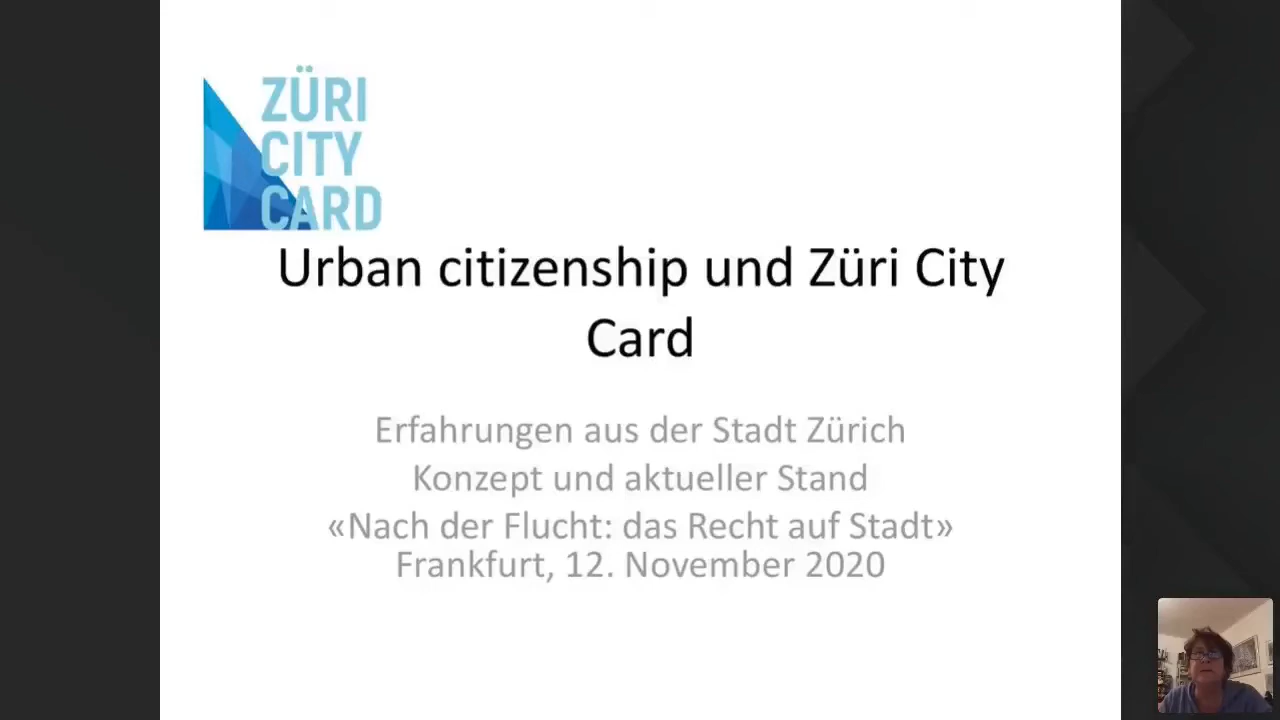 ZÜRI
CITY
CARD
Urban citizenship und Züri City
Card
Erfahrungen aus der Stadt Zürich
Konzept und aktueller Stand
«Nach der Flucht: das Recht auf Stadt»
Frankfurt, 12. November 2020